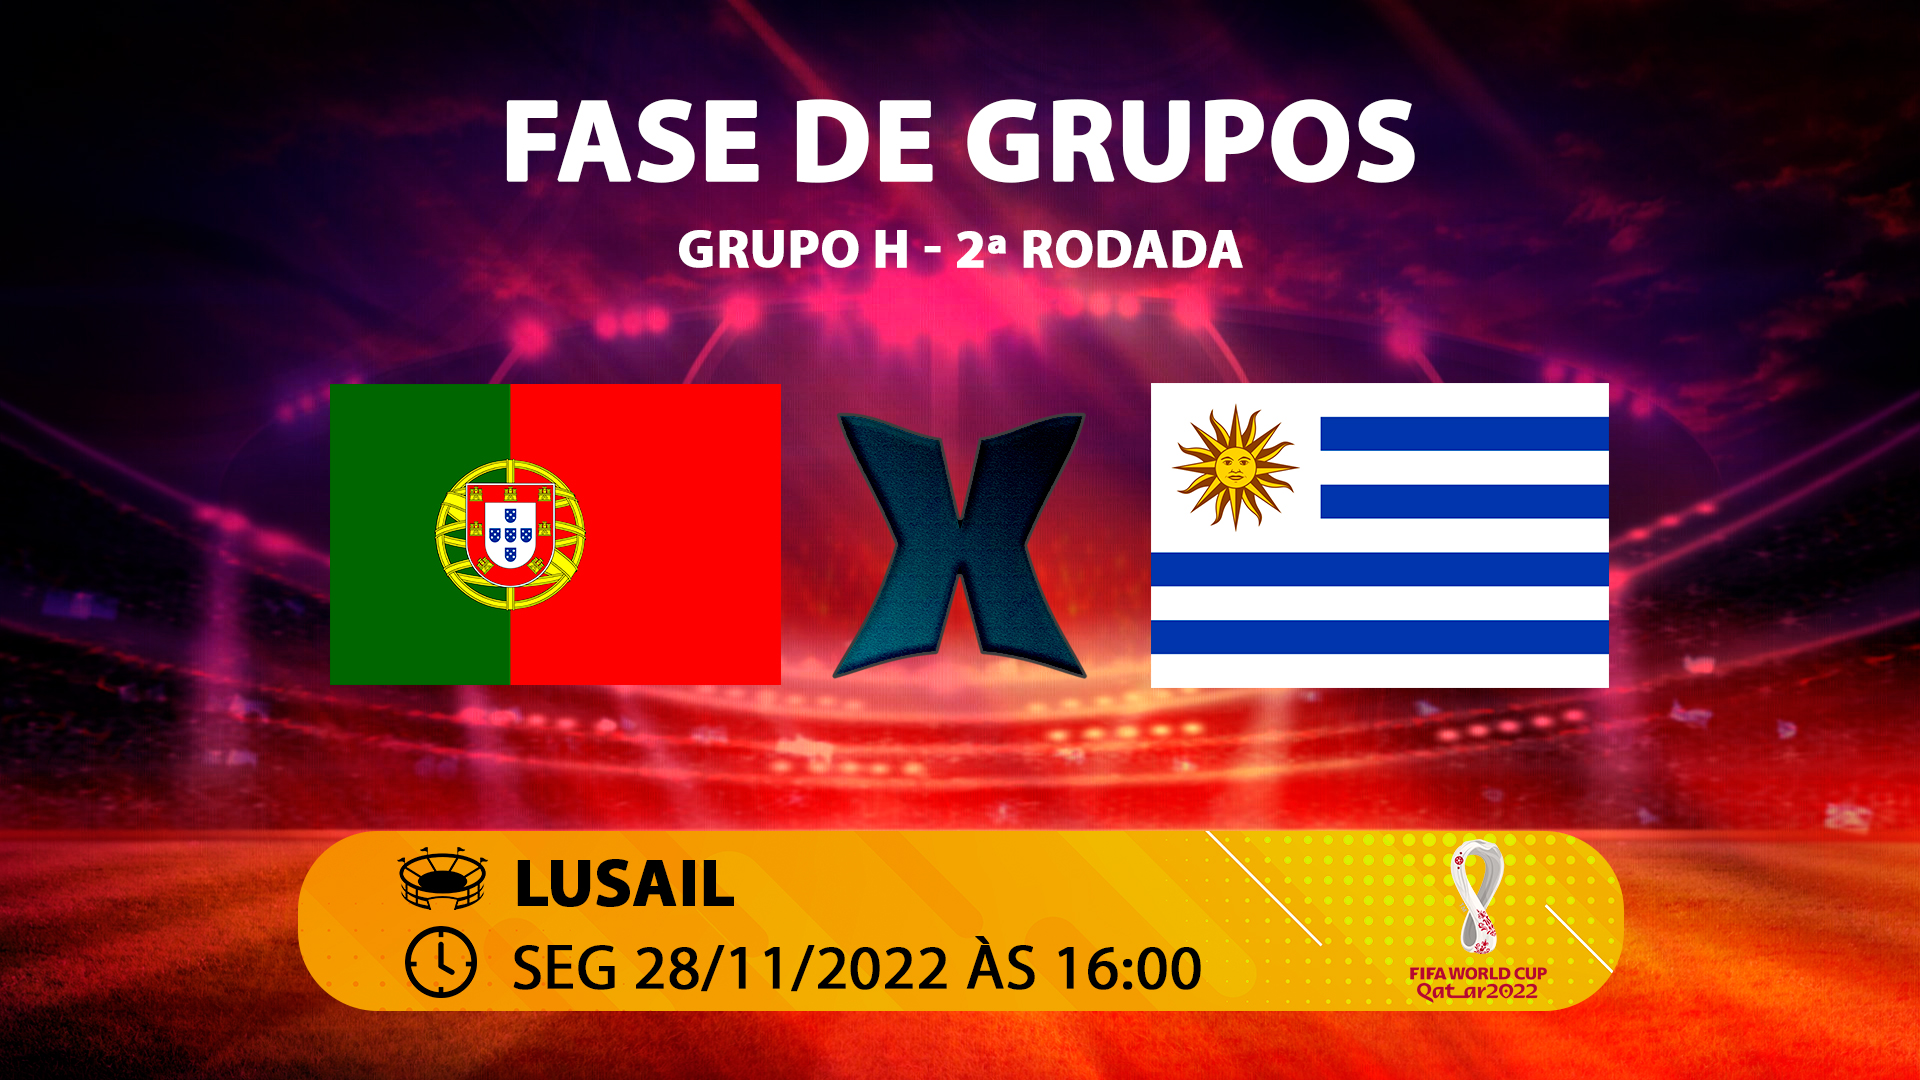 FASE DE GRUPOS
GRUPO H - 2ª RODADA
LUSAIL
SEG 28/11/2022 ÀS 16:00
FIFA WORLD CUP
Qatar2022